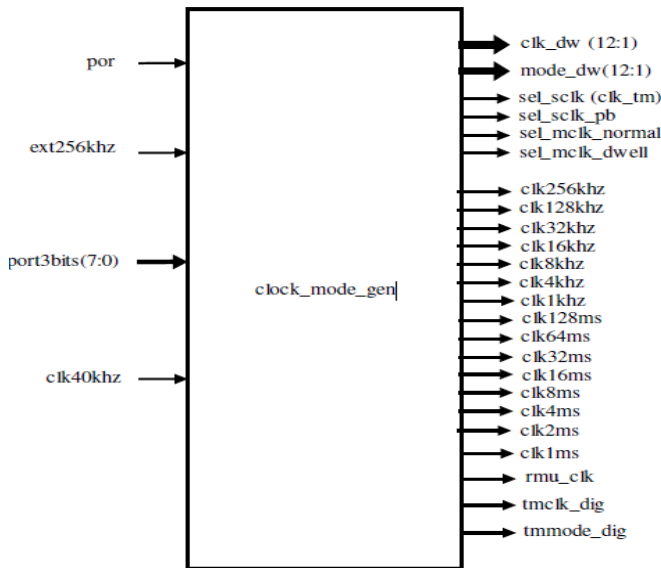 por
ext256khz
port3bits(7:0)
clk40khz
clock_mode_gen
clk_dw (12:1)
mode_dw(12:1)
sel_sclk (clk_tm)
sel_sclk_pb
sel_mclk_normal
sel_mclk_dwell
clk256khz
clk128khz
clk32khz
clk16khz
clk8khz
clk4khz
clk1khz
clk128ms
clk64ms
clk32ms
clk16ms
clk8ms
clk4ms
clk2ms
clk1ms
rmu_clk
tmclk_dig
tmmode_dig